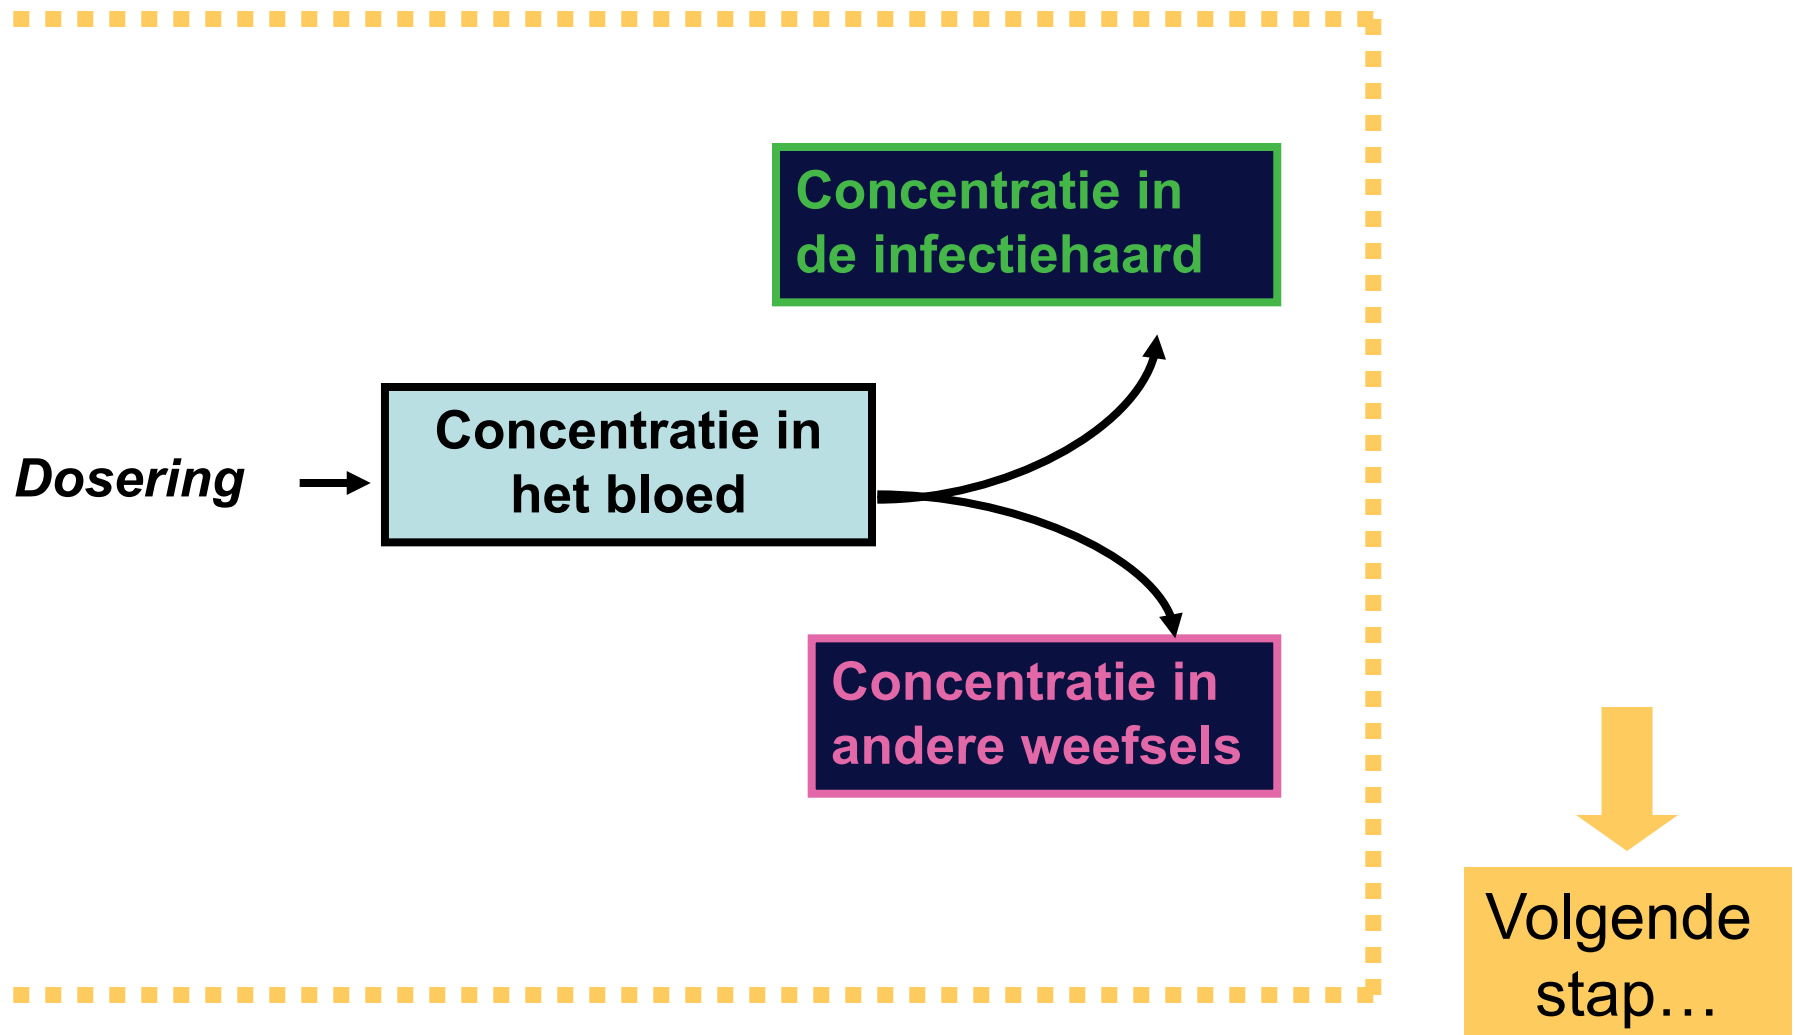 Concentratie in
de infectiehaard
Dosering
Concentratie in
het bloed
Concentratie in
andere weefsels
Volgende
stap…